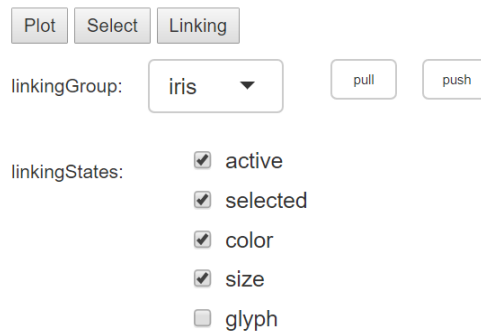 Plot Select Linking
linkingGroup: iris pull push
linkingStates: active
selected
color
size
glyph